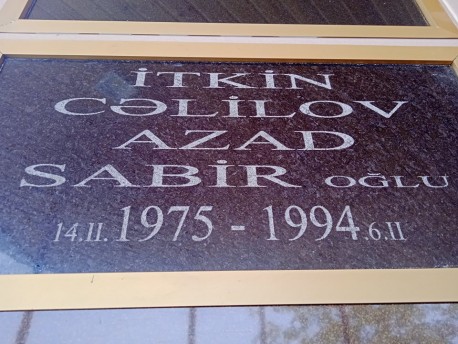 İTKİN
CƏLİLOV
AZAD
SABİR OĞLU
14.II. 1975 - 1994 .6.II